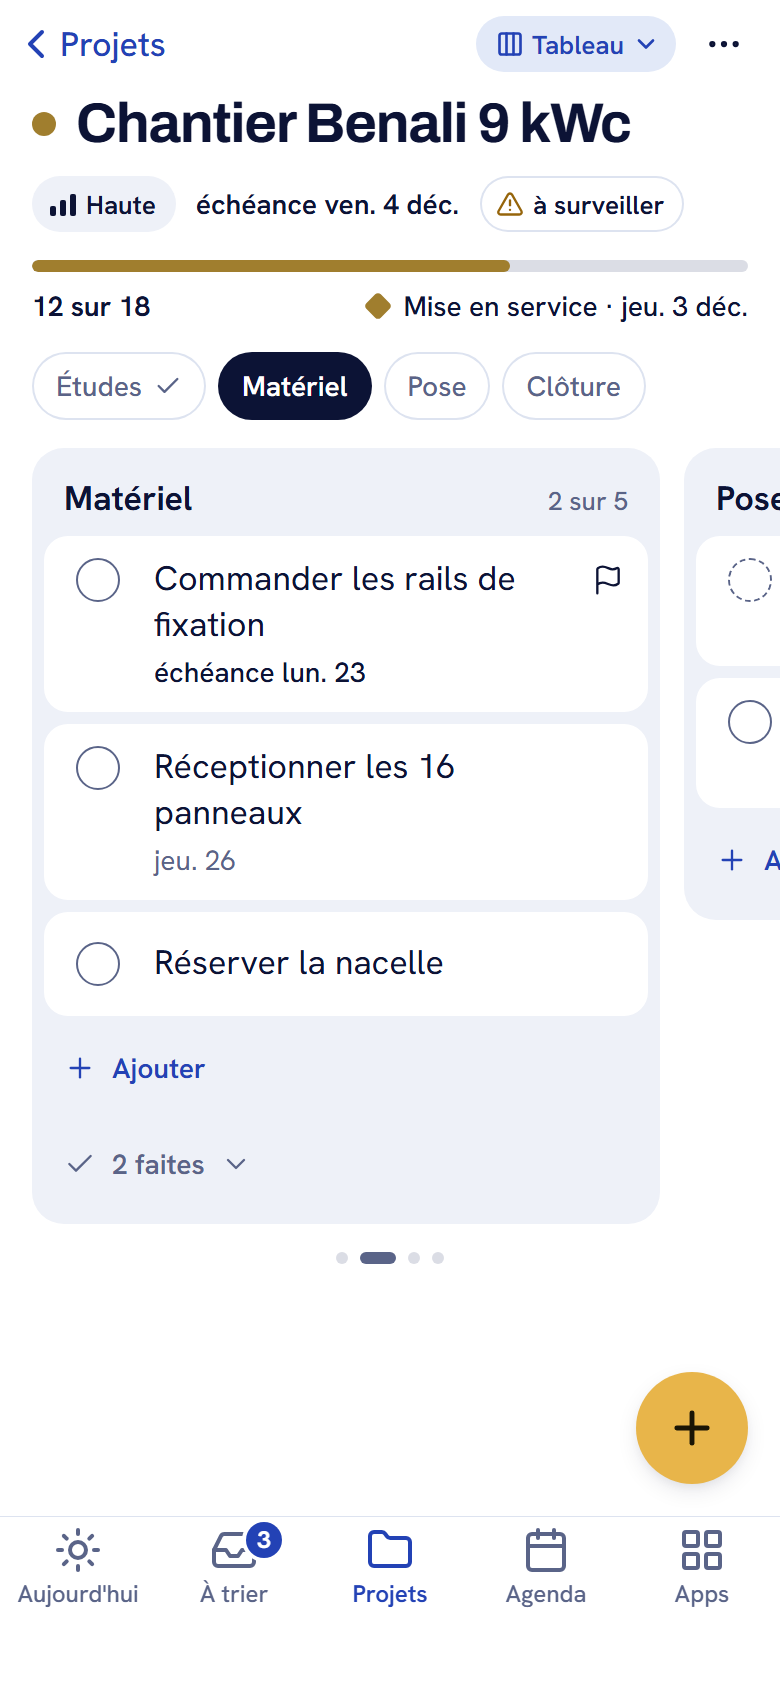 Projets
Tableau
Chantier Benali 9 kWc
Haute
échéance ven. 4 déc.
à surveiller
12 sur 18
Mise en service · jeu. 3 déc.
Études
Matériel
Pose
Clôture
Matériel
2 sur 5
Commander les rails de
fixation
échéance lun. 23
Réceptionner les 16
panneaux
jeu. 26
Réserver la nacelle
Ajouter
2 faites
Pose
A
3
Aujourd'hui
À trier
Projets
Agenda
Apps